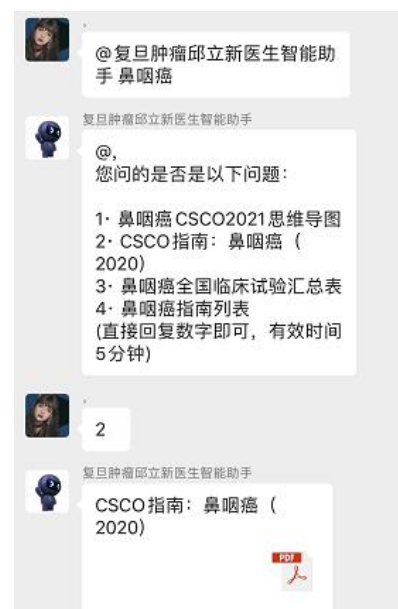 @复旦肿瘤邱立新医生智能助
手 鼻咽癌
复旦肿瘤邱立新医生智能助手
@,
您问的是否是以下问题：
1· 鼻咽癌CSCO2021思维导图
2· CSCO指南：鼻咽癌（
2020)
3· 鼻咽癌全国临床试验汇总表
4· 鼻咽癌指南列表
(直接回复数字即可，有效时间
5分钟)
2
复旦肿瘤邱立新医生智能助手
CSCO指南：鼻咽癌（
2020)
PDF